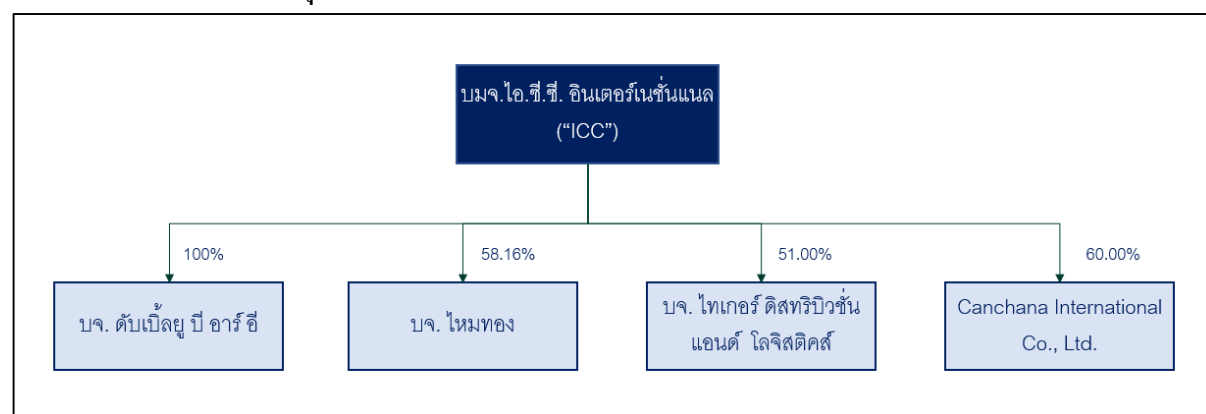 บมจ.ไอ.ซี.ซี. อินเตอร์เนชั่นแนล
("ICC")
100%
58.16%
51.00%
60.00%
บจ. ดับเบิ้ลยู บี อาร์ อี
บจ. ไหมทอง
บจ. ไทเกอร์ ดิสทริบิวชั่น
แอนด์ โลจิสติคส์
Canchana International
Co., Ltd.